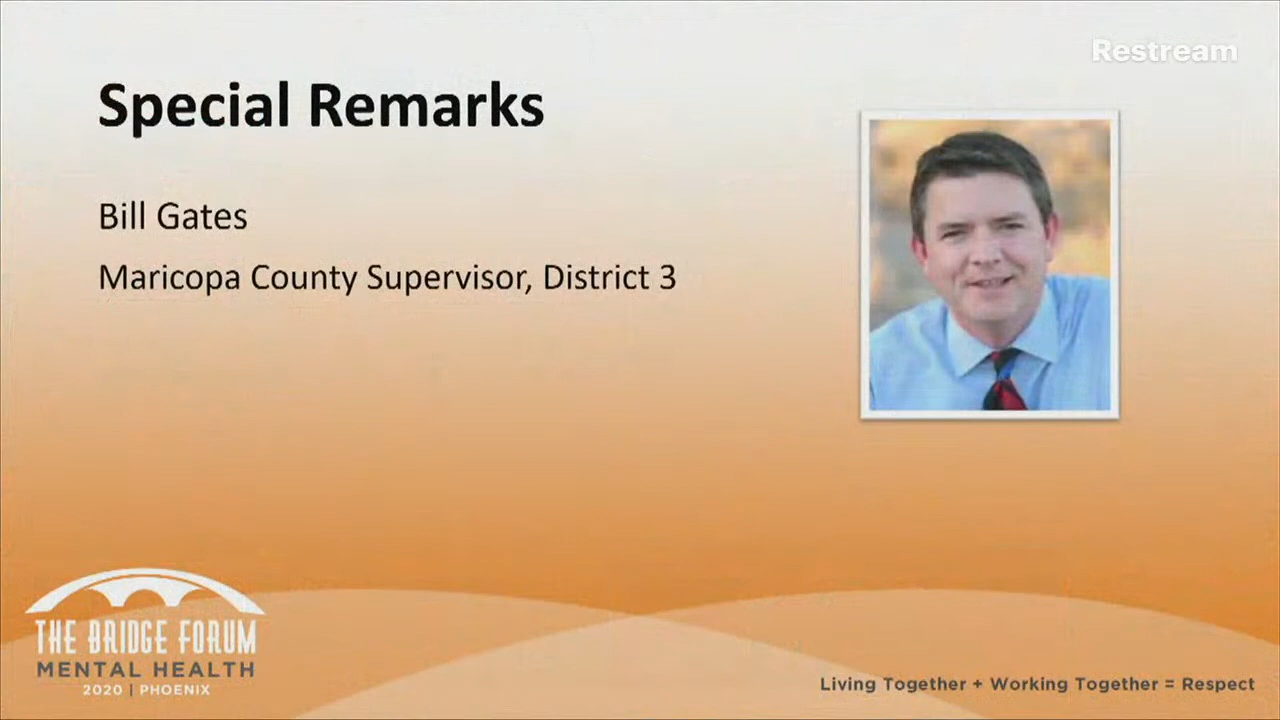 Restream
Special Remarks
Bill Gates
Maricopa County Supervisor, District 3
THE BRIDGE FORUM
MENTAL HEALTH
2020 | PHOENIX
Living Together + Working Together = Respect